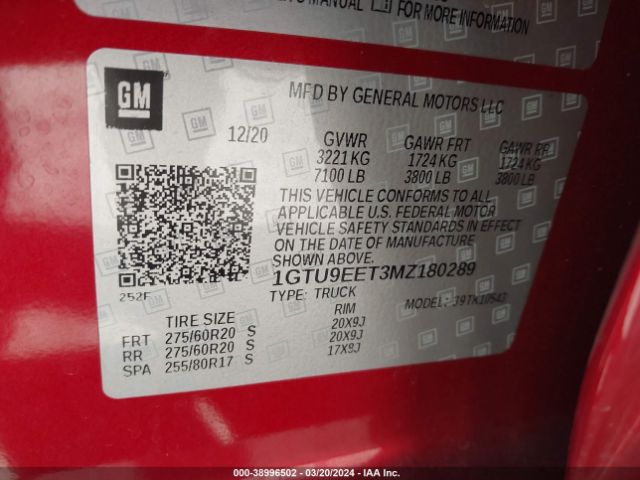 MANUAL FOR MORE INFORMATION
GM
MFD BY GENERAL MOTORS LLC
12/20 GVWR GAWR FRT GAWR RR
3221 KG 1724 KG 1724 KG
7100 LB 3800 LB 3800 LB
THIS VEHICLE CONFORMS TO ALL
APPLICABLE U.S. FEDERAL MOTOR
VEHICLE SAFETY STANDARDS IN EFFECT
ON THE DATE OF MANUFACTURE
SHOWN ABOVE.
1GTU9EET3MZ180289
252F TYPE: TRUCK MODEL:
TIRE SIZE RIM
FRT 275/60R20 S 20X9J
RR 275/60R20 S 20X9J
SPA 255/80R17 S 17X8J
000-38996502 — 03/20/2024 — IAA Inc.